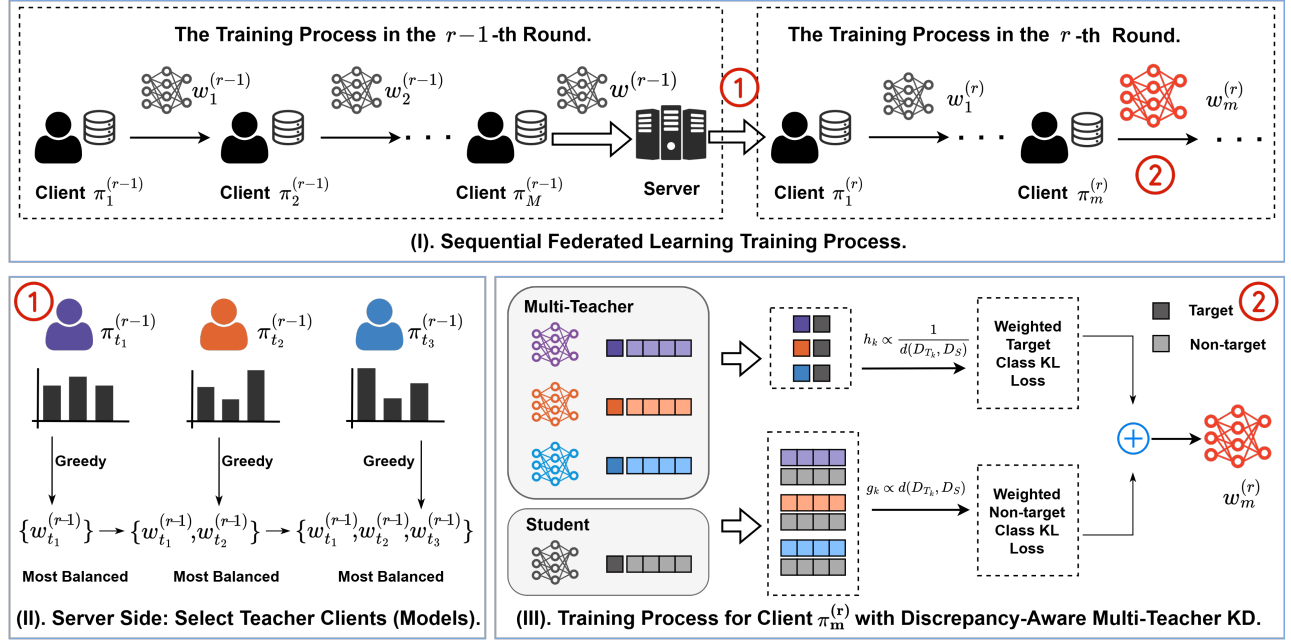 The Training Process in the r−1-th Round.
w_1^{(r−1)}
w_2^{(r−1)}
w^{(r−1)}
. . .
Client π_1^{(r−1)}
Client π_2^{(r−1)}
Client π_M^{(r−1)}
Server
①
The Training Process in the r -th Round.
w_1^{(r)}
w_m^{(r)}
. . .
. . .
②
Client π_1^{(r)}
Client π_m^{(r)}
(I). Sequential Federated Learning Training Process.
①
π_{t_1}^{(r−1)}
π_{t_2}^{(r−1)}
π_{t_3}^{(r−1)}
Greedy
Greedy
Greedy
{w_{t_1}^{(r−1)}}
{w_{t_1}^{(r−1)},w_{t_2}^{(r−1)}}
{w_{t_1}^{(r−1)},w_{t_2}^{(r−1)},w_{t_3}^{(r−1)}}
Most Balanced
Most Balanced
Most Balanced
(II). Server Side: Select Teacher Clients (Models).
Multi-Teacher
Student
h_k ∝ \frac{1}{d(D_{T_k}, D_S)}
g_k ∝ d(D_{T_k}, D_S)
Weighted
Target
Class KL
Loss
Weighted
Non-target
Class KL
Loss
Target
Non-target
②
w_m^{(r)}
(III). Training Process for Client π_m^{(r)} with Discrepancy-Aware Multi-Teacher KD.